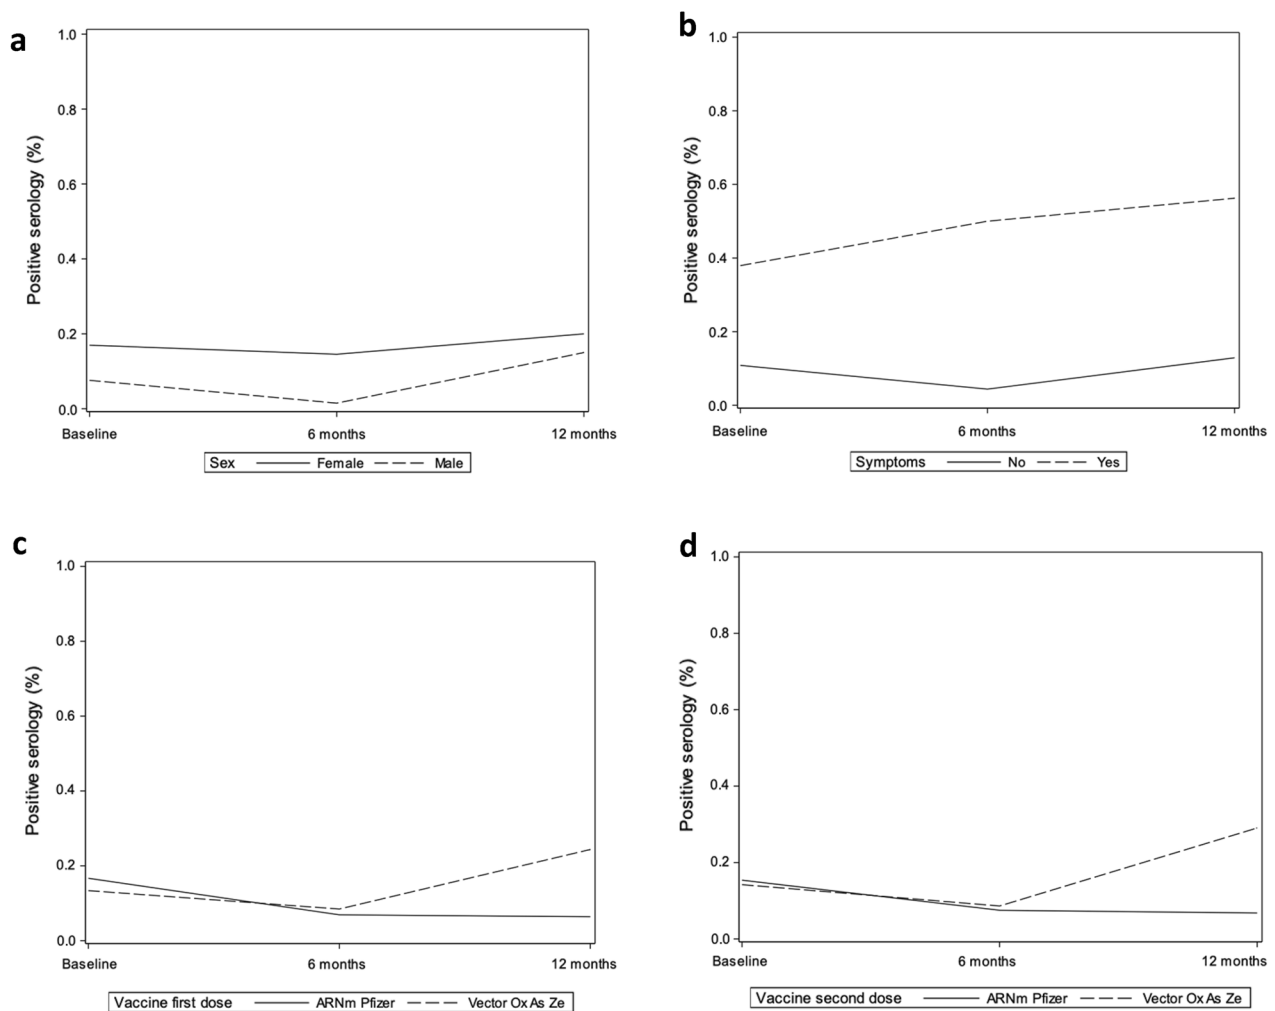 a
1.0
0.8
0.6
0.4
0.2
0.0
Positive serology (%)
Baseline 6 months 12 months
Sex Female Male
b
1.0
0.8
0.6
0.4
0.2
0.0
Positive serology (%)
Baseline 6 months 12 months
Symptoms No Yes
c
1.0
0.8
0.6
0.4
0.2
0.0
Positive serology (%)
Baseline 6 months 12 months
Vaccine first dose ARNm Pfizer Vector Ox As Ze
d
1.0
0.8
0.6
0.4
0.2
0.0
Positive serology (%)
Baseline 6 months 12 months
Vaccine second dose ARNm Pfizer Vector Ox As Ze